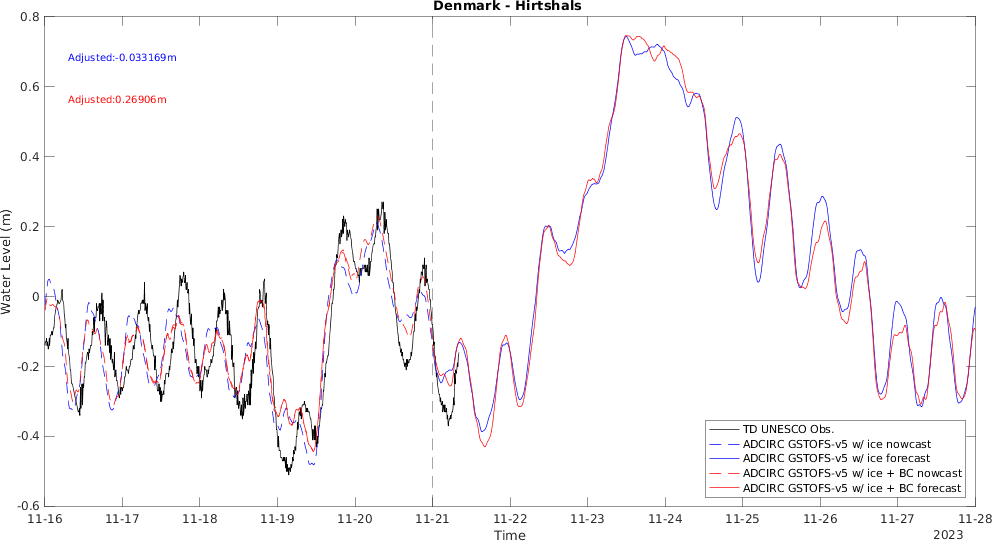 Denmark - Hirtshals
Adjusted:-0.033169m
Adjusted:0.26906m
Water Level (m)
0.8
0.6
0.4
0.2
0
-0.2
-0.4
-0.6
TD UNESCO Obs.
ADCIRC GSTOFS-v5 w/ ice nowcast
ADCIRC GSTOFS-v5 w/ ice forecast
ADCIRC GSTOFS-v5 w/ ice + BC nowcast
ADCIRC GSTOFS-v5 w/ ice + BC forecast
11-16 11-17 11-18 11-19 11-20 11-21 11-22 11-23 11-24 11-25 11-26 11-27 11-28
Time
2023